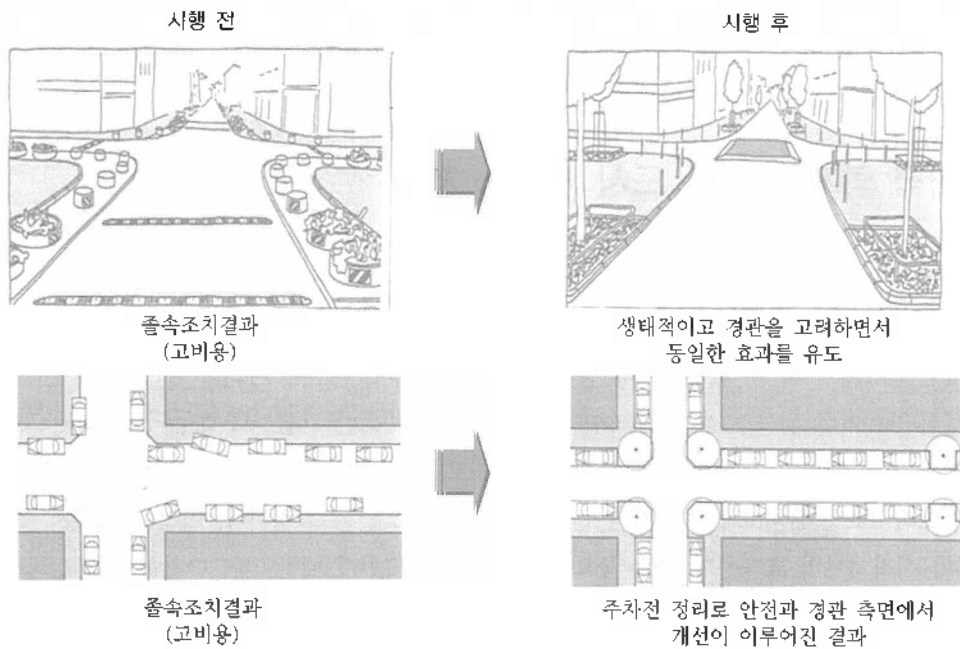 시행 전
시행 후
졸속조치결과
(고비용)
생태적이고 경관을 고려하면서
동일한 효과를 유도
졸속조치결과
(고비용)
주차전 정리로 안전과 경관 측면에서
개선이 이루어진 결과